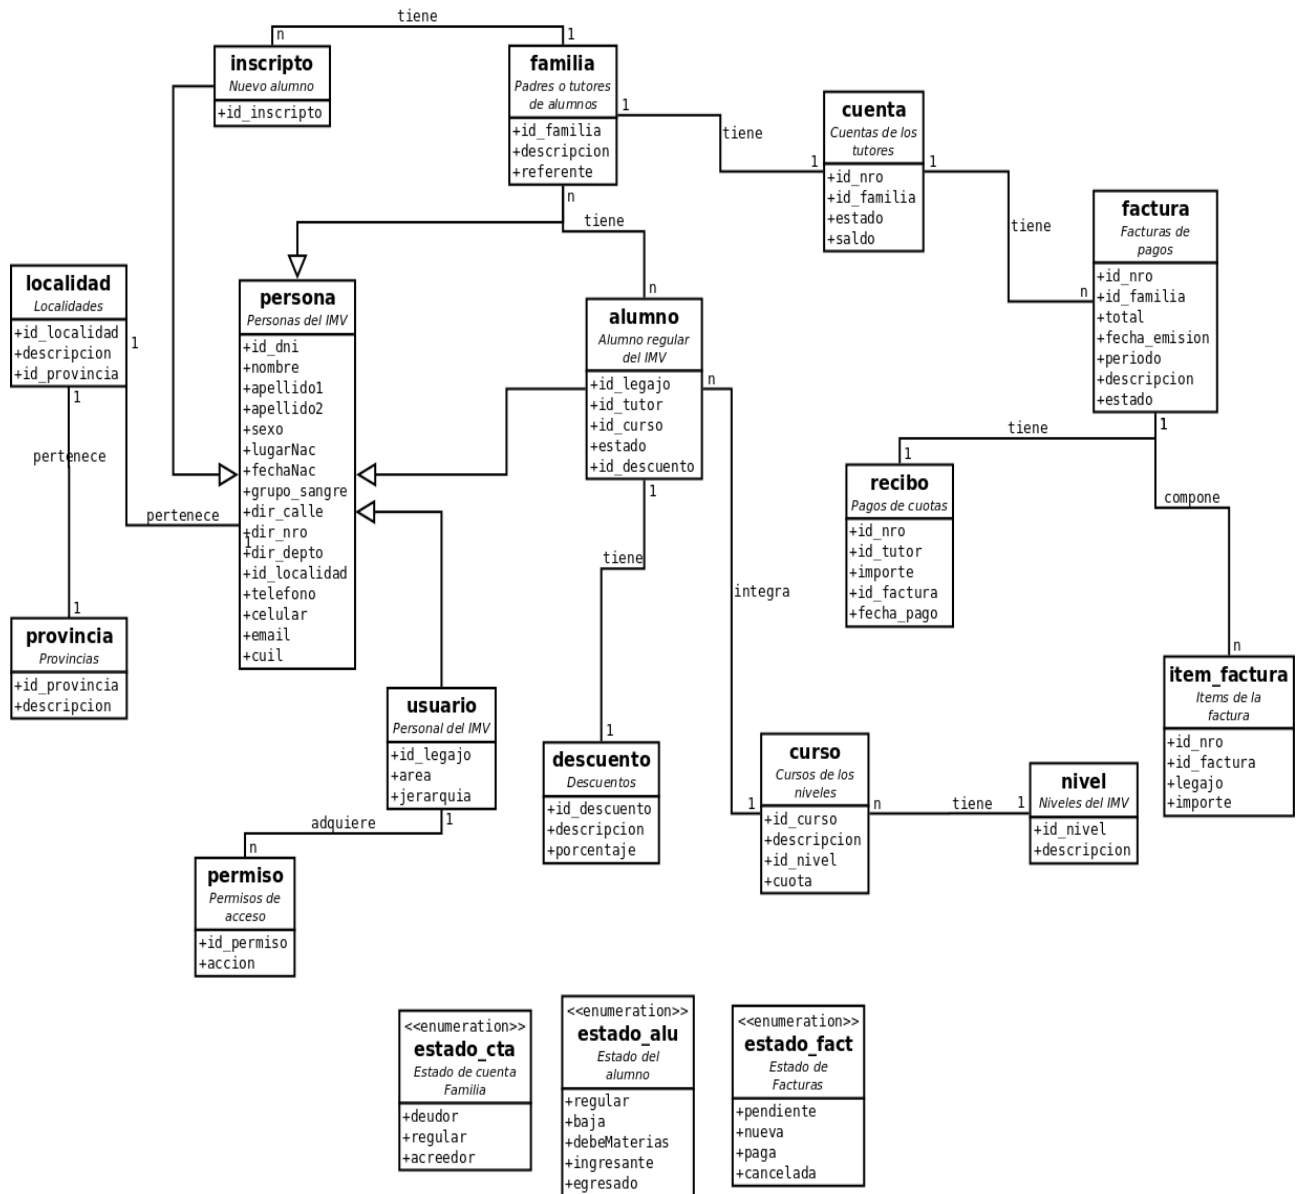 tiene
n
1
inscripto
Nuevo alumno
+id_inscripto
familia
Padres o tutores
de alumnos
+id_familia
+descripcion
+referente
1
tiene
1
cuenta
Cuentas de los
tutores
+id_nro
+id_familia
+estado
+saldo
1
tiene
n
factura
Facturas de
pagos
+id_nro
+id_familia
+total
+fecha_emision
+periodo
+descripcion
+estado
n
tiene
n
localidad
Localidades
+id_localidad
+descripcion
+id_provincia
1
1
pertenece
pertenece
1
1
persona
Personas del IMV
+id_dni
+nombre
+apellido1
+apellido2
+sexo
+lugarNac
+fechaNac
+grupo_sangre
+dir_calle
+dir_nro
+dir_depto
+id_localidad
+telefono
+celular
+email
+cuil
alumno
Alumno regular
del IMV
+id_legajo
+id_tutor
+id_curso
+estado
+id_descuento
n
integra
1
1
tiene
1
1
tiene
1
recibo
Pagos de cuotas
+id_nro
+id_tutor
+importe
+id_factura
+fecha_pago
compone
n
item_factura
Items de la
factura
+id_nro
+id_factura
+legajo
+importe
provincia
Provincias
+id_provincia
+descripcion
usuario
Personal del IMV
+id_legajo
+area
+jerarquia
adquiere
1
n
permiso
Permisos de
acceso
+id_permiso
+accion
descuento
Descuentos
+id_descuento
+descripcion
+porcentaje
curso
Cursos de los
niveles
+id_curso
+descripcion
+id_nivel
+cuota
n
tiene
1
nivel
Niveles del IMV
+id_nivel
+descripcion
<<enumeration>>
estado_cta
Estado de cuenta
Familia
+deudor
+regular
+acreedor
<<enumeration>>
estado_alu
Estado del
alumno
+regular
+baja
+debeMaterias
+ingresante
+egresado
<<enumeration>>
estado_fact
Estado de
Facturas
+pendiente
+nueva
+paga
+cancelada